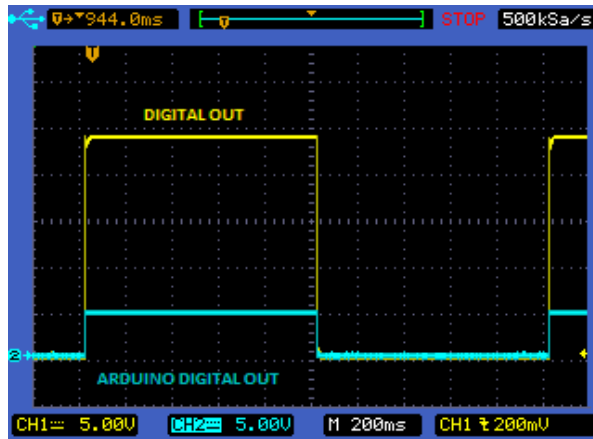 944.0ms STOP 500kSa/s
DIGITAL OUT
2
ARDUINO DIGITAL OUT
CH1 5.00V CH2 5.00V M 200ms CH1 200mV